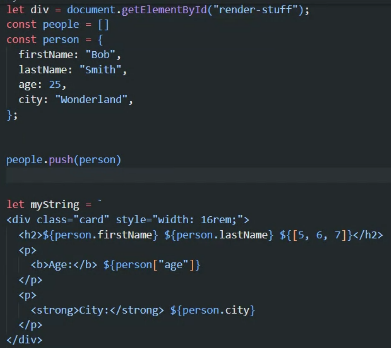 let div = document.getElementById("render-stuff");
const people = []
const person = {
  firstName: "Bob",
  lastName: "Smith",
  age: 25,
  city: "Wonderland",
};
people.push(person)
let myString = `
<div class="card" style="width: 16rem;">
  <h2>${person.firstName} ${person.lastName} ${[5, 6, 7]}</h2>
  <p>
    <b>Age:</b> ${person["age"]}
  </p>
  <p>
    <strong>City:</strong> ${person.city}
  </p>
</div>